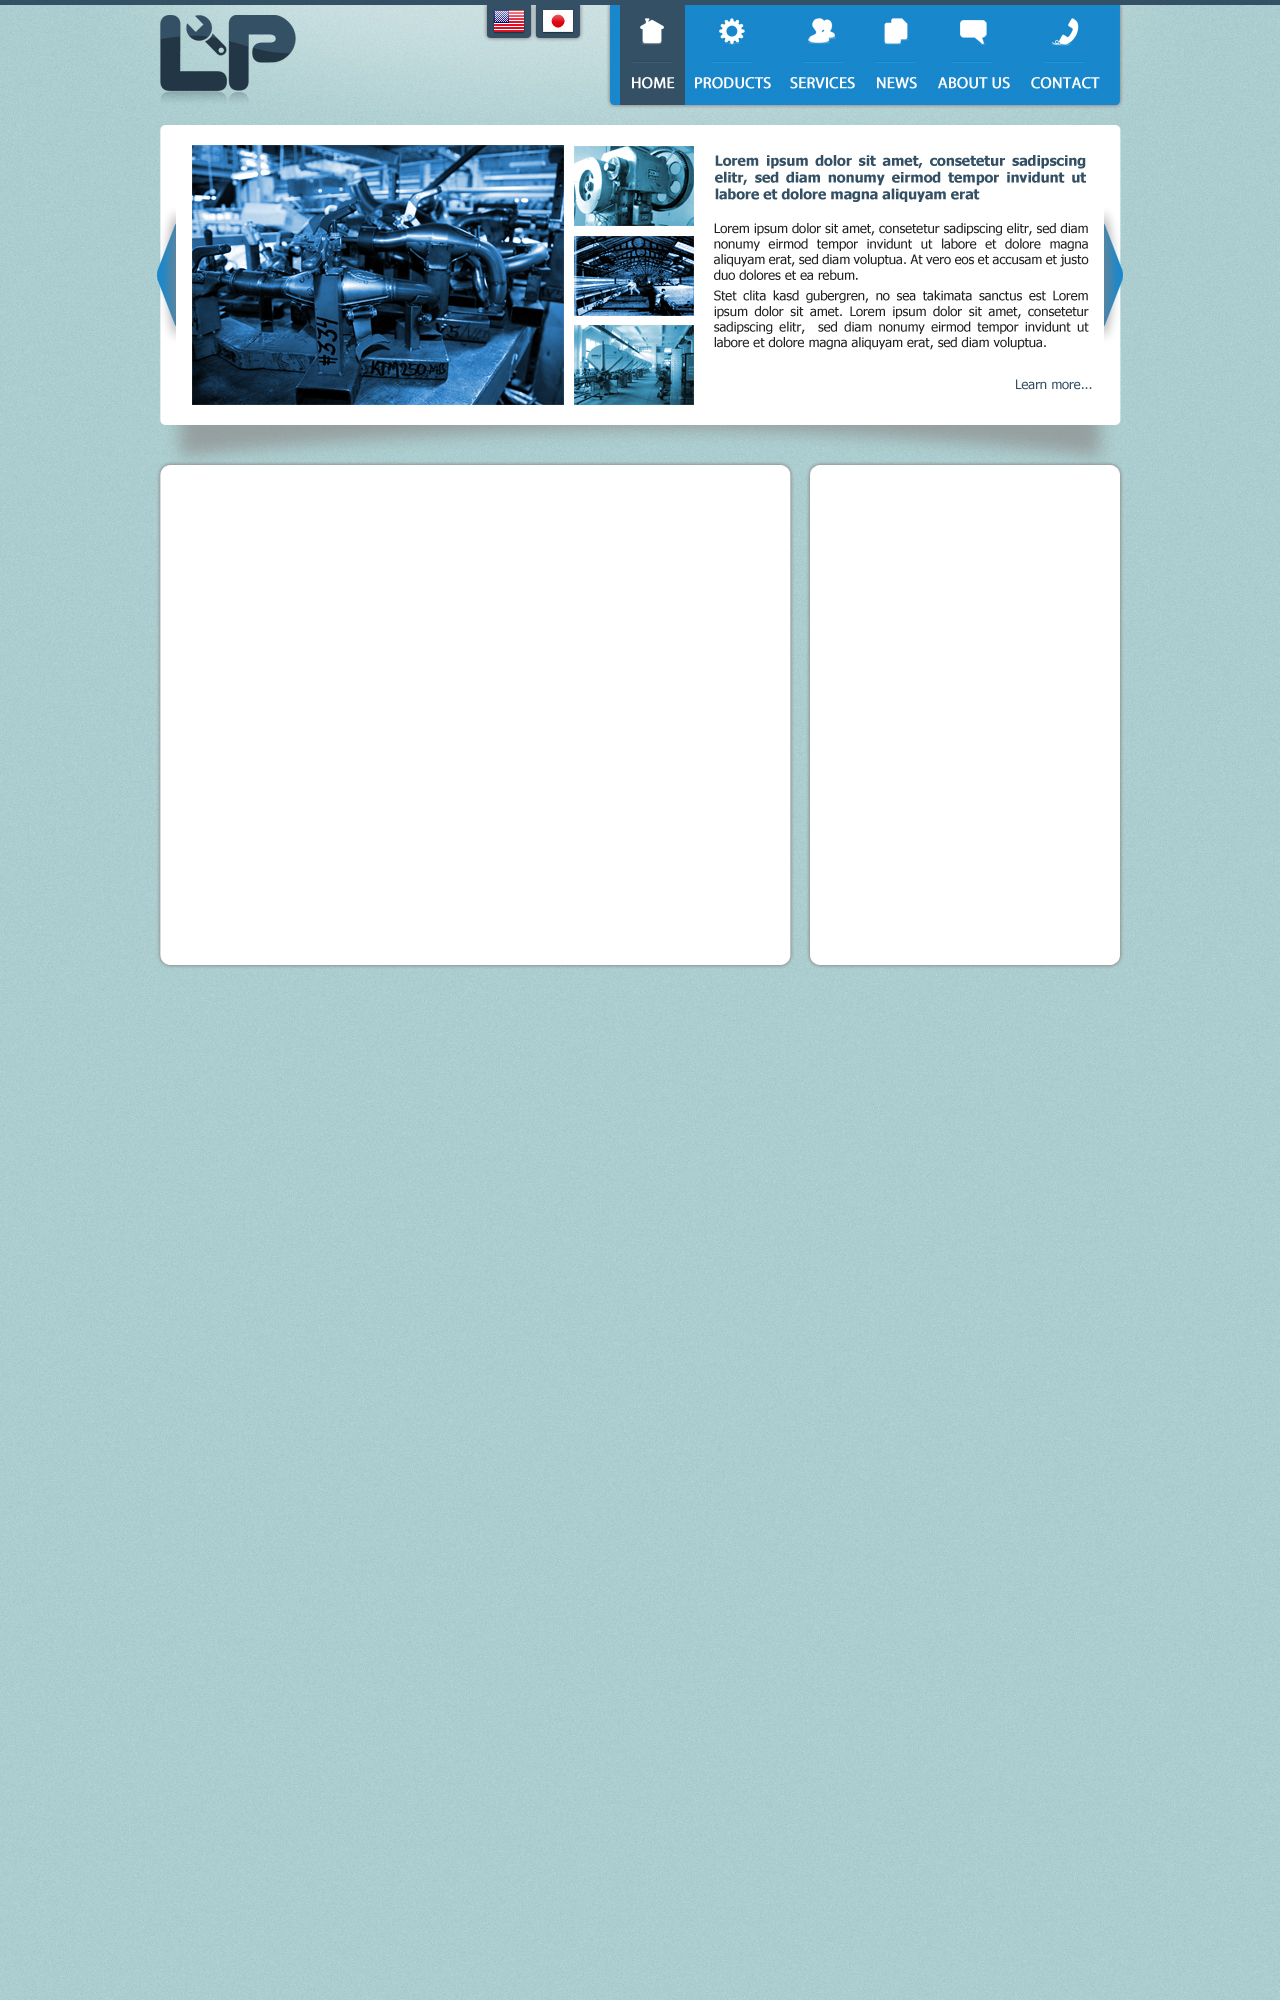 LP
HOME PRODUCTS SERVICES NEWS ABOUT US CONTACT
Lorem ipsum dolor sit amet, consetetur sadipscing
elitr, sed diam nonumy eirmod tempor invidunt ut
labore et dolore magna aliquyam erat
Lorem ipsum dolor sit amet, consetetur sadipscing elitr, sed diam
nonumy eirmod tempor invidunt ut labore et dolore magna
aliquyam erat, sed diam voluptua. At vero eos et accusam et justo
duo dolores et ea rebum.
Stet clita kasd gubergren, no sea takimata sanctus est Lorem
ipsum dolor sit amet. Lorem ipsum dolor sit amet, consetetur
sadipscing elitr, sed diam nonumy eirmod tempor invidunt ut
labore et dolore magna aliquyam erat, sed diam voluptua.
#334
Learn more...